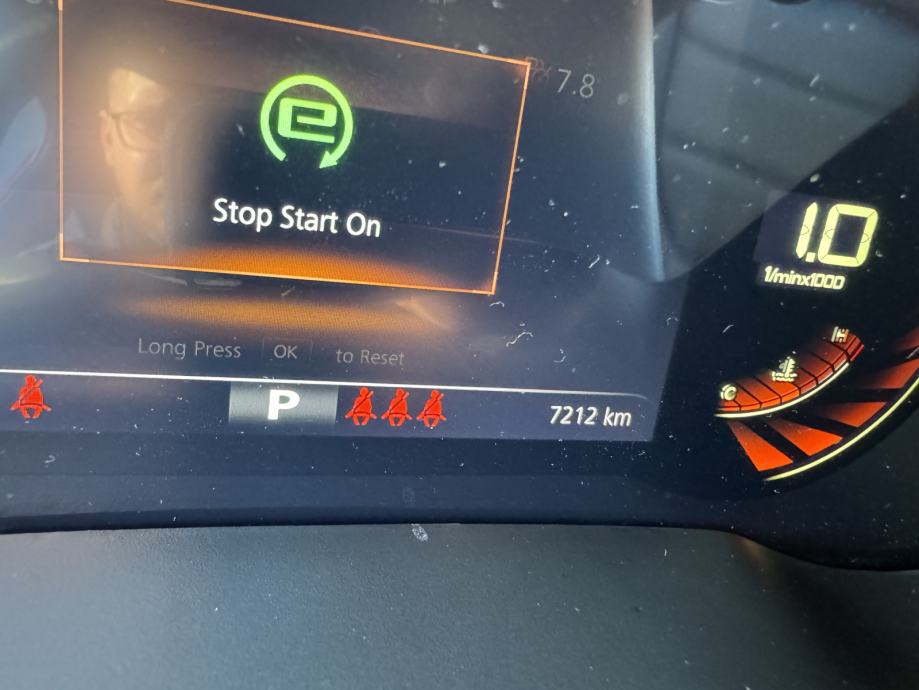 7.8
e
Stop Start On
1.0
1/minx1000
Long Press OK to Reset
H
C
P
7212 km